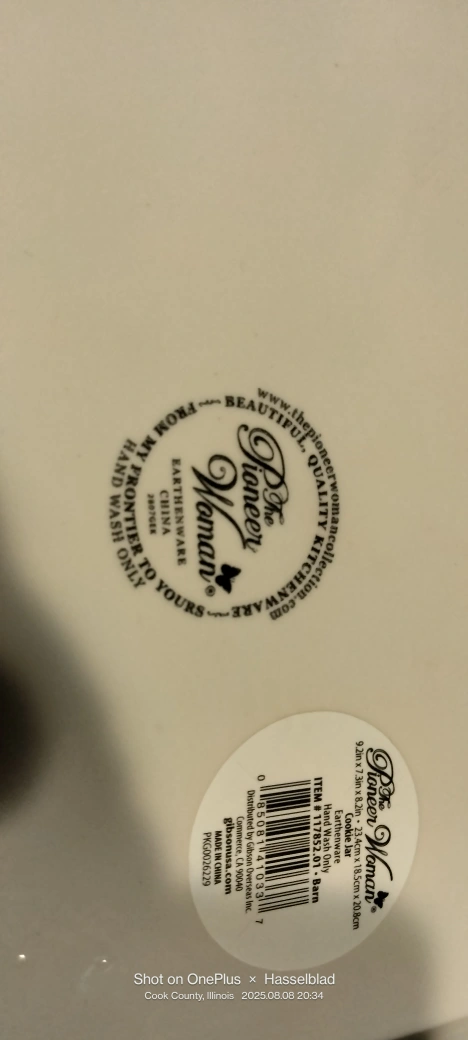 www.thepioneerwomancollection.com
BEAUTIFUL, QUALITY KITCHENWARE
The
Pioneer
Woman®
EARTHENWARE
CHINA
FROM MY FRONTIER TO YOURS
HAND WASH ONLY
The
Pioneer Woman®
9.2in x 7.3in x 8.2in • 23.4cm x 18.5cm x 20.8cm
Cookie Jar
Earthenware
Hand Wash Only
ITEM # 117852.01 • Barn
0 85081 41033 7
Distributed by Gibson Overseas Inc.
Commerce, CA 90040
gibsonusa.com
MADE IN CHINA
PKG0026229
Shot on OnePlus × Hasselblad
Cook County, Illinois 2025.08.08 20:34